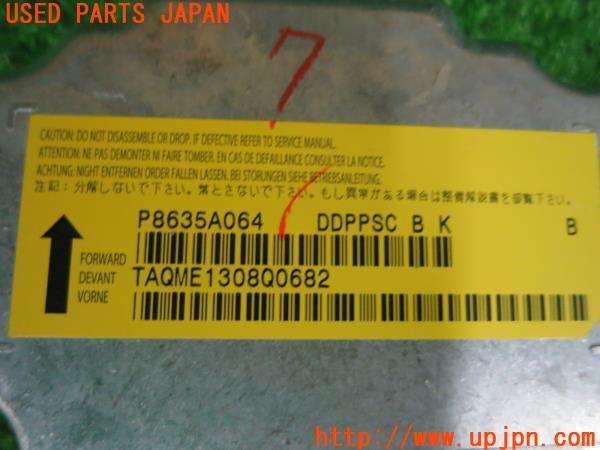 USED PARTS JAPAN
7
CAUTION: DO NOT DISASSEMBLE OR DROP. IF DEFECTIVE REFER TO SERVICE MANUAL.
ATTENTION: NE PAS DEMONTER NI FAIRE TOMBER. EN CAS DE DEFAILLANCE CONSULTER LA NOTICE.
ACHTUNG: NIGHT ENTFERNEN ORDER FALLEN LASSEN. BEI STORUNGEN SIEHE BETRIEBSANLEITUNG.
注記: 分解しないで下さい。落とさないで下さい。もし異常がある場合は整備解説書を御覧下さい。
P8635A064 DDPPSC B K B
FORWARD
DEVANT
VORNE
TAQME1308Q0682
UPJ
http://www.upjpn.com/